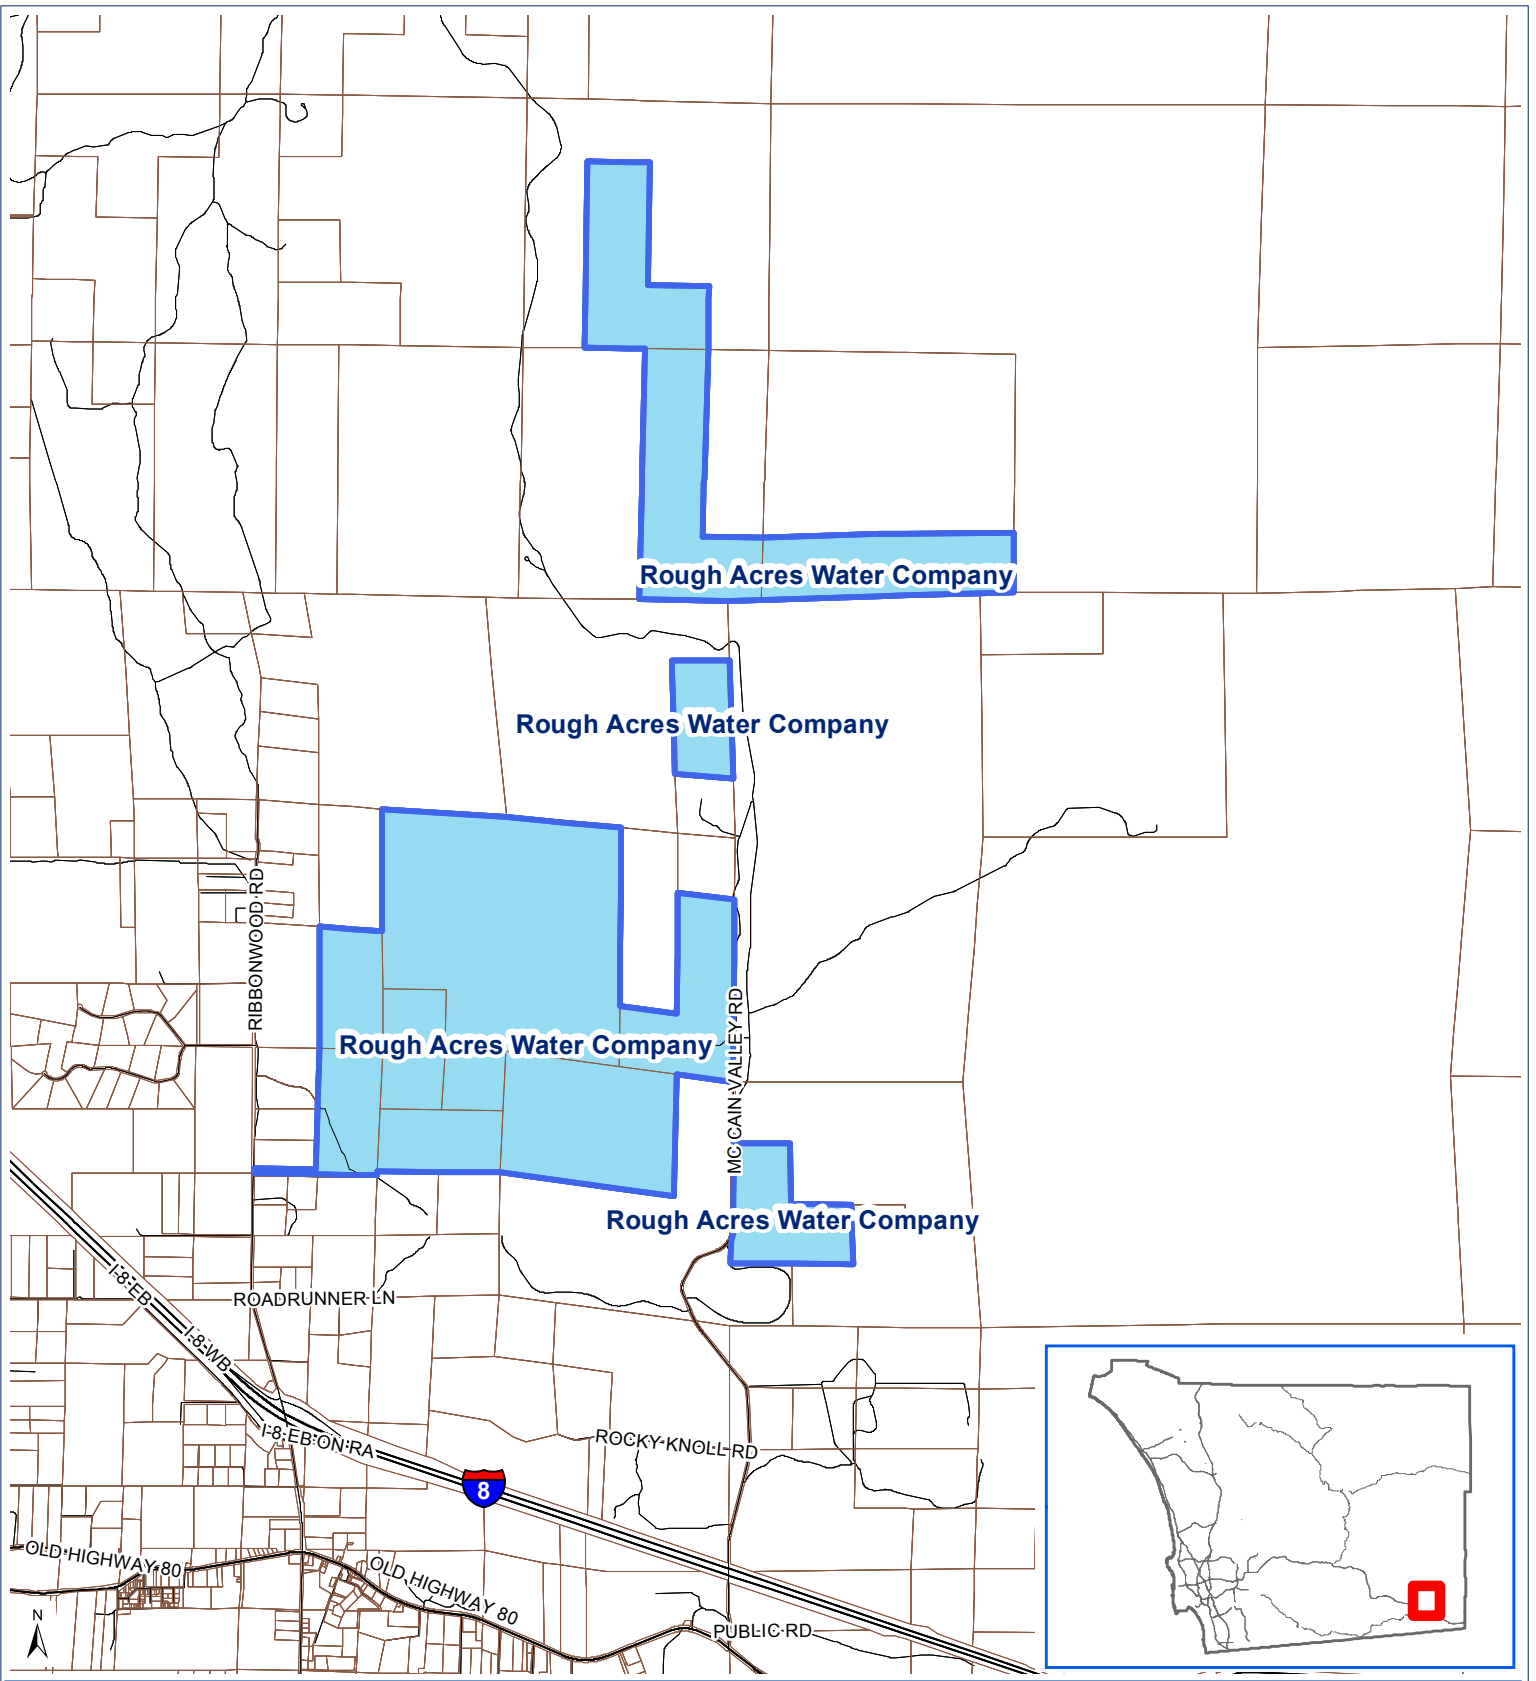 Rough Acres Water Company
Rough Acres Water Company
RIBBONWOOD RD
Rough Acres Water Company
MC CAIN VALLEY RD
Rough Acres Water Company
I-8 EB
ROADRUNNER LN
I-8 WB
I-8 EB ON RA
ROCKY KNOLL RD
8
OLD HIGHWAY 80
OLD HIGHWAY 80
N
PUBLIC RD